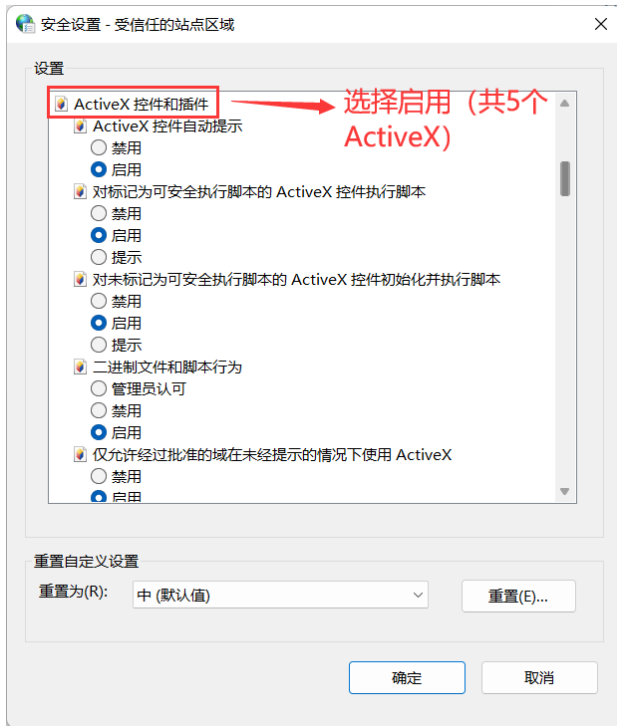 安全设置 - 受信任的站点区域
设置
ActiveX 控件和插件
选择启用（共5个
ActiveX）
ActiveX 控件自动提示
禁用
启用
对标记为可安全执行脚本的 ActiveX 控件执行脚本
禁用
启用
提示
对未标记为可安全执行脚本的 ActiveX 控件初始化并执行脚本
禁用
启用
提示
二进制文件和脚本行为
管理员认可
禁用
启用
仅允许经过批准的域在未经提示的情况下使用 ActiveX
禁用
启用
重置自定义设置
重置为(R):
中 (默认值)
重置(E)...
确定
取消